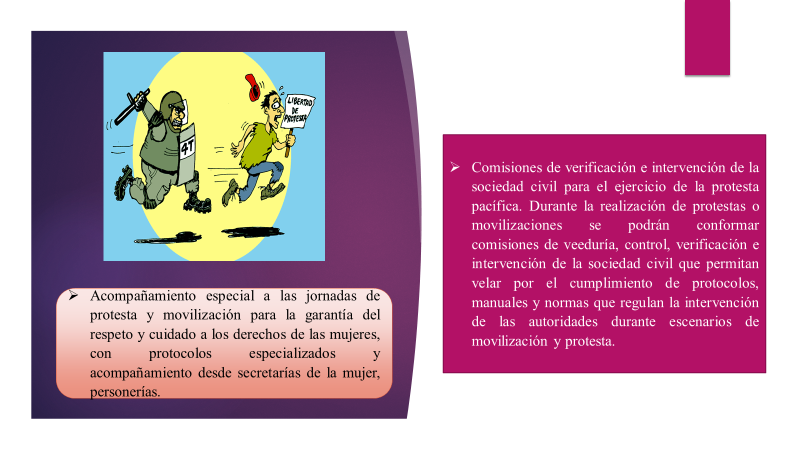 LIBERTAD
DE
PROTESTA
4T
➢ Acompañamiento especial a las jornadas de
protesta y movilización para la garantía del
respeto y cuidado a los derechos de las mujeres,
con protocolos especializados y
acompañamiento desde secretarías de la mujer,
personerías.
➢ Comisiones de verificación e intervención de la
sociedad civil para el ejercicio de la protesta
pacífica. Durante la realización de protestas o
movilizaciones se podrán conformar
comisiones de veeduría, control, verificación e
intervención de la sociedad civil que permitan
velar por el cumplimiento de protocolos,
manuales y normas que regulan la intervención
de las autoridades durante escenarios de
movilización y protesta.